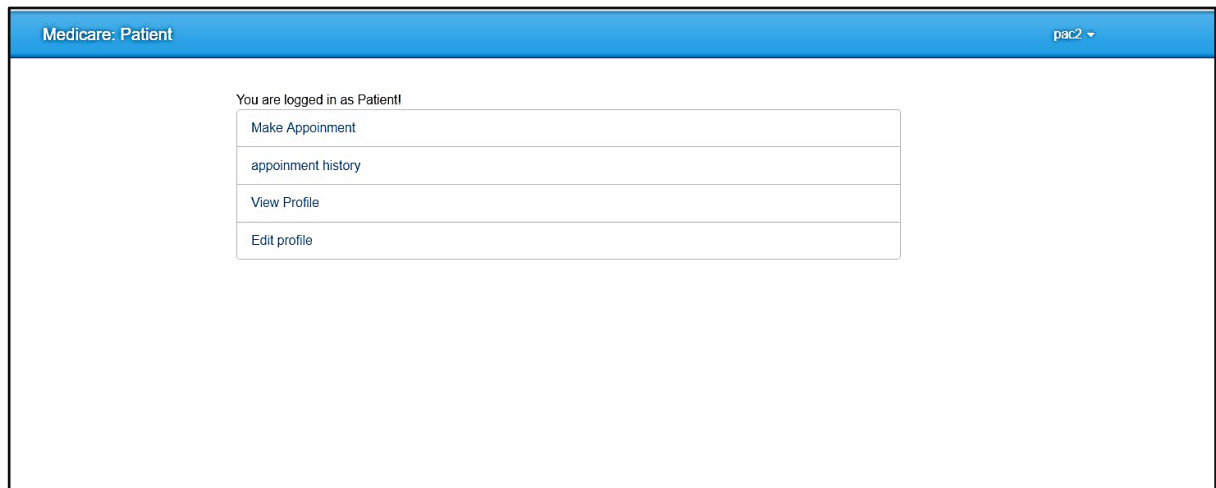 Medicare: Patient
pac2
You are logged in as Patient!
Make Appoinment
appoinment history
View Profile
Edit profile